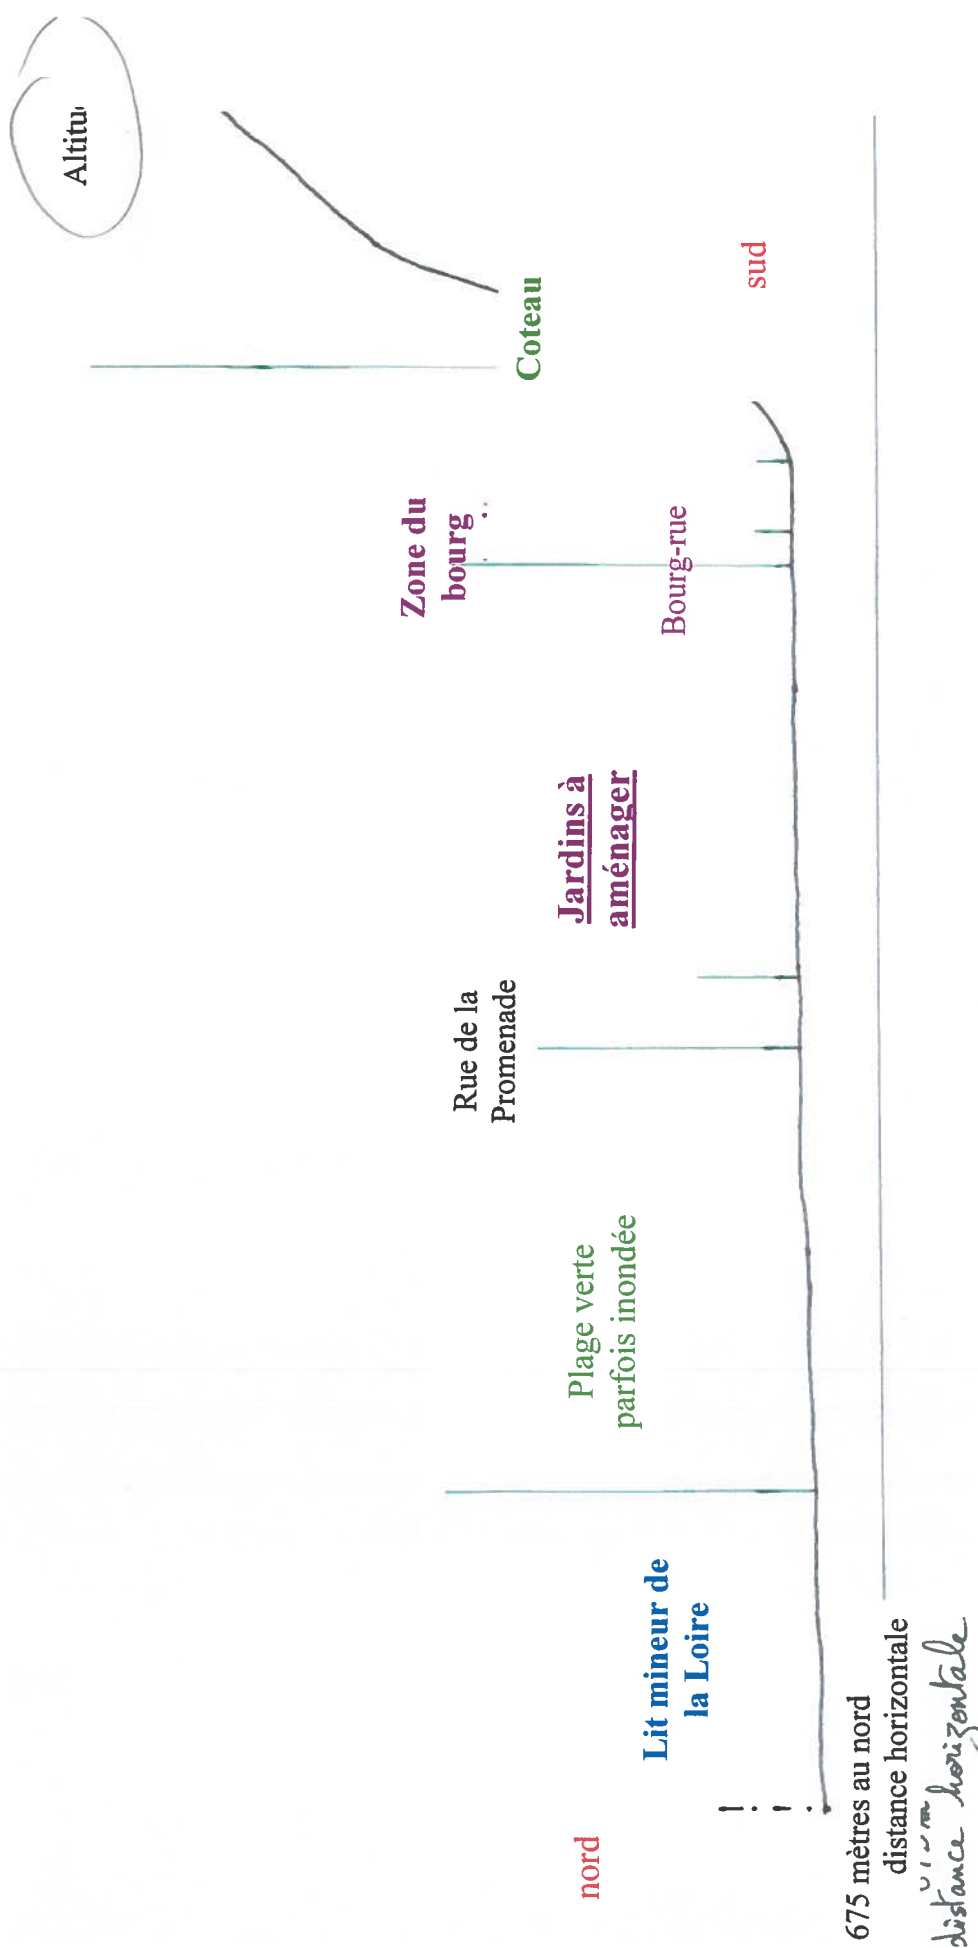 Altitu
Coteau
sud
Zone du
bourg
Bourg-rue
Jardins à
aménager
Rue de la
Promenade
Plage verte
parfois inondée
Lit mineur de
la Loire
nord
675 mètres au nord
distance horizontale
distance horizontale